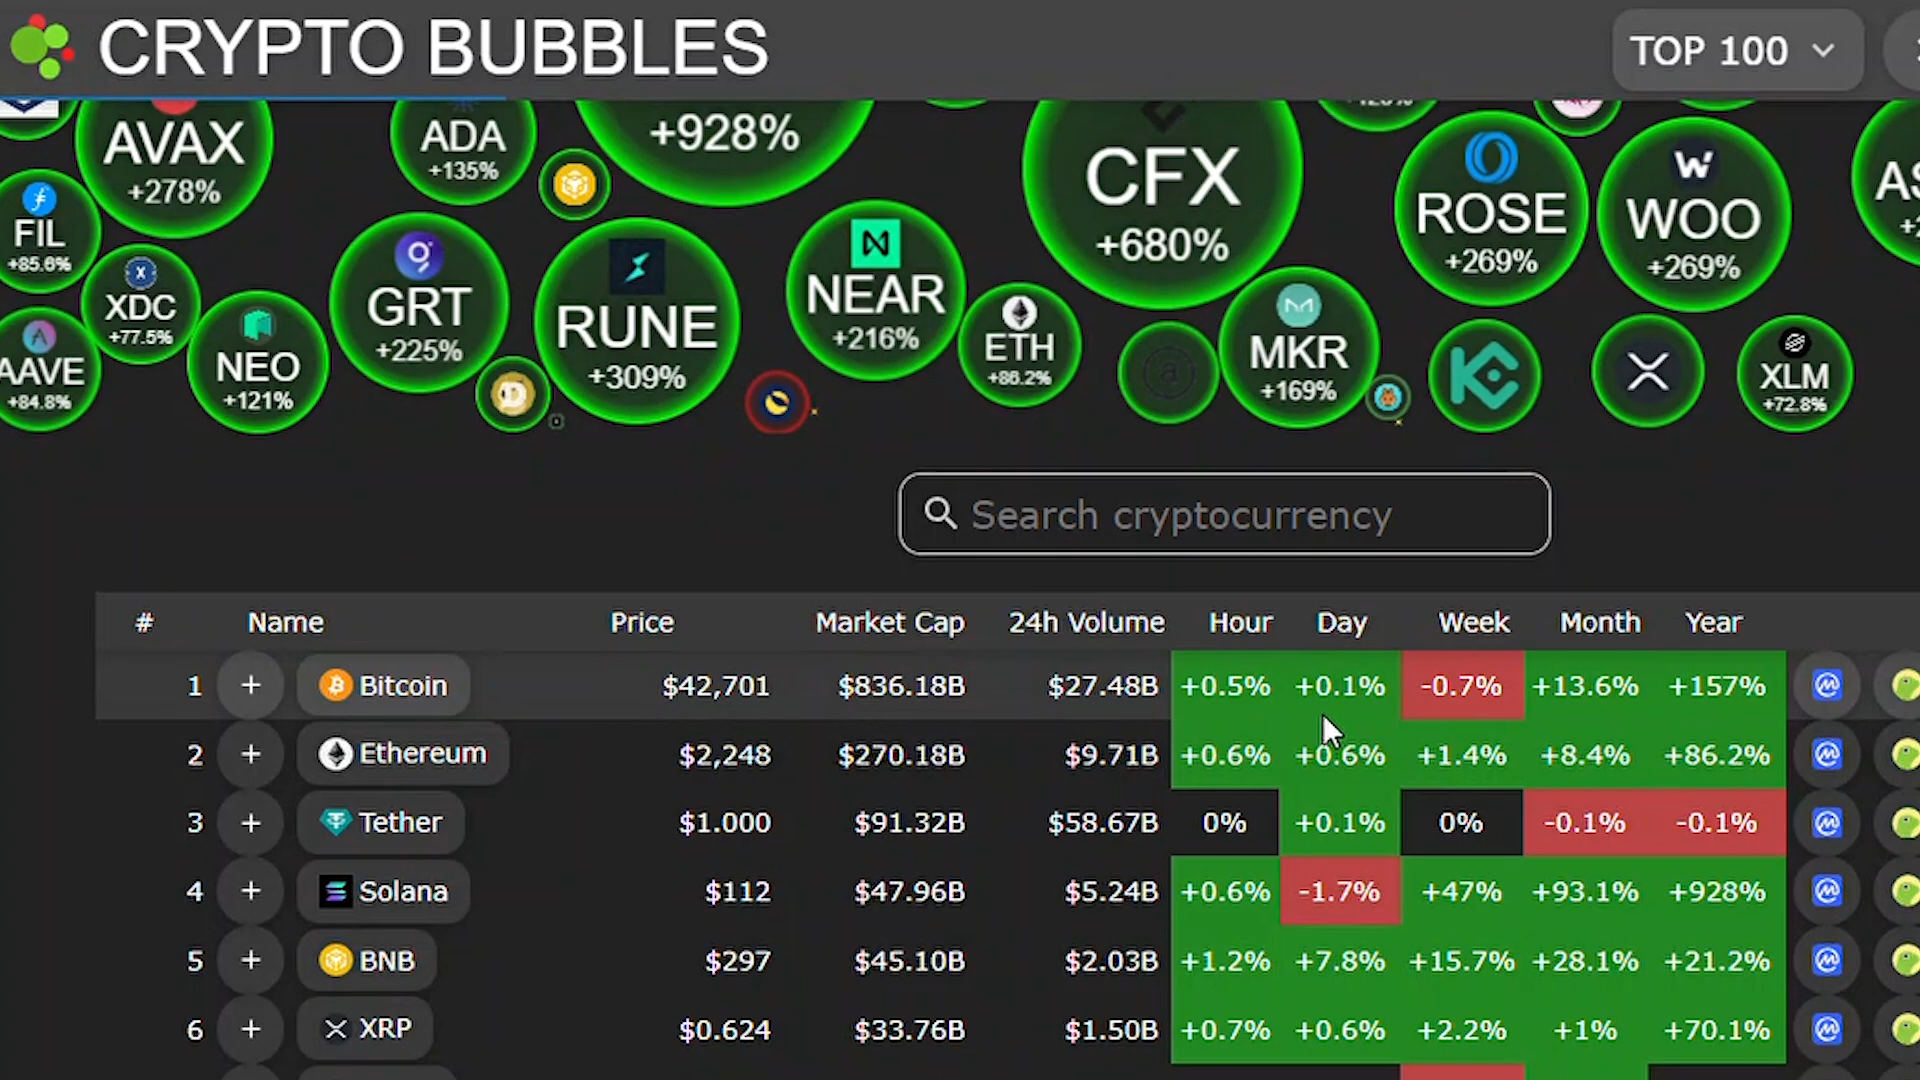 CRYPTO BUBBLES
TOP 100
AVAX
+278%
ADA
+135%
+928%
CFX
+680%
ROSE
+269%
W
WOO
+269%
FIL
+85.6%
XDC
+77.5%
NEO
+121%
AAVE
+84.8%
GRT
+225%
RUNE
+309%
NEAR
+216%
ETH
+86.2%
MKR
+169%
XLM
+72.8%
Search cryptocurrency
# Name Price Market Cap 24h Volume Hour Day Week Month Year
1 + Bitcoin $42,701 $836.18B $27.48B +0.5% +0.1% -0.7% +13.6% +157%
2 + Ethereum $2,248 $270.18B $9.71B +0.6% +0.6% +1.4% +8.4% +86.2%
3 + Tether $1.000 $91.32B $58.67B 0% +0.1% 0% -0.1% -0.1%
4 + Solana $112 $47.96B $5.24B +0.6% -1.7% +47% +93.1% +928%
5 + BNB $297 $45.10B $2.03B +1.2% +7.8% +15.7% +28.1% +21.2%
6 + XRP $0.624 $33.76B $1.50B +0.7% +0.6% +2.2% +1% +70.1%